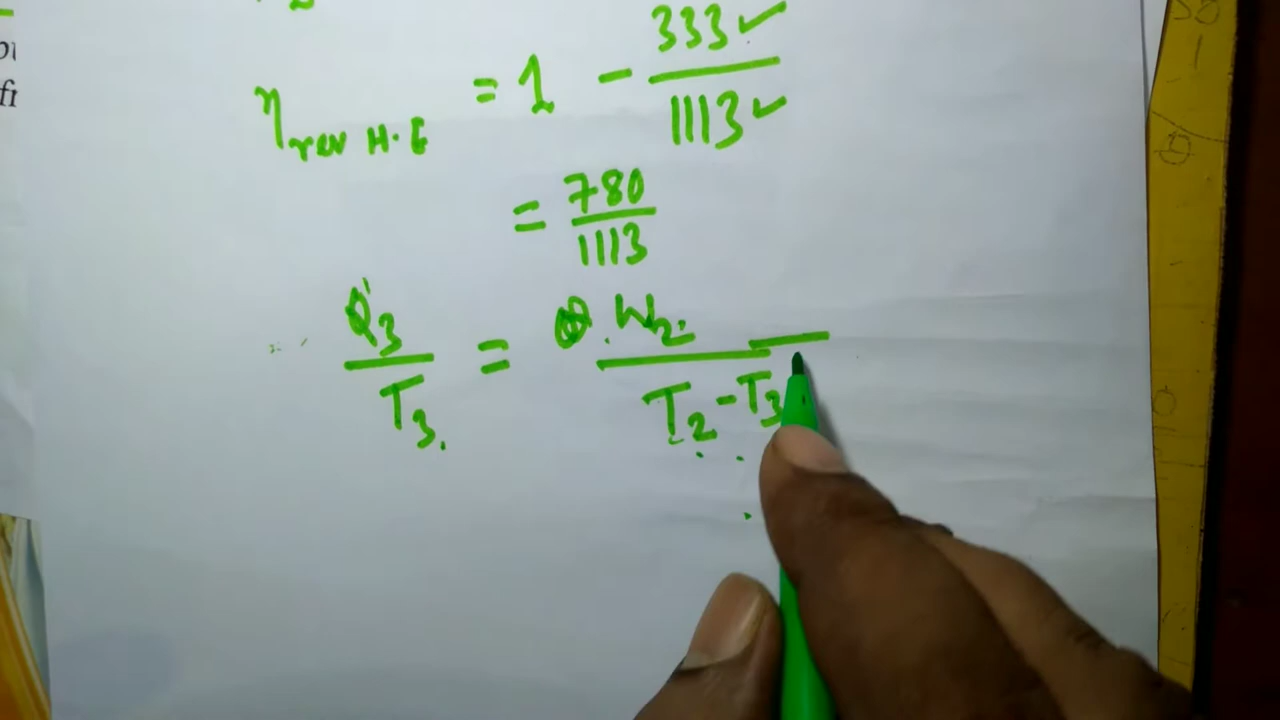 η rev H.E = 1 - 333/1113
= 780/1113
Q3/T3 = W2/T2-T3